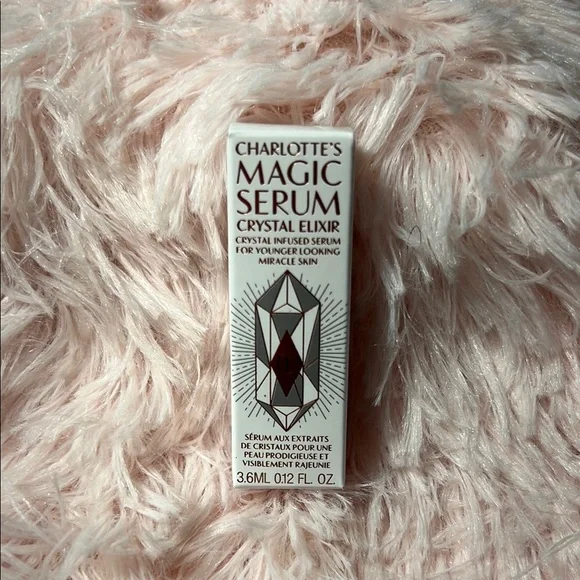 CHARLOTTE'S
MAGIC
SERUM
CRYSTAL ELIXIR
CRYSTAL INFUSED SERUM
FOR YOUNGER LOOKING
MIRACLE SKIN
SÉRUM AUX EXTRAITS
DE CRISTAUX POUR UNE
PEAU PRODIGIEUSE ET
VISIBLEMENT RAJEUNIE
3.6ML 0.12 FL. OZ.